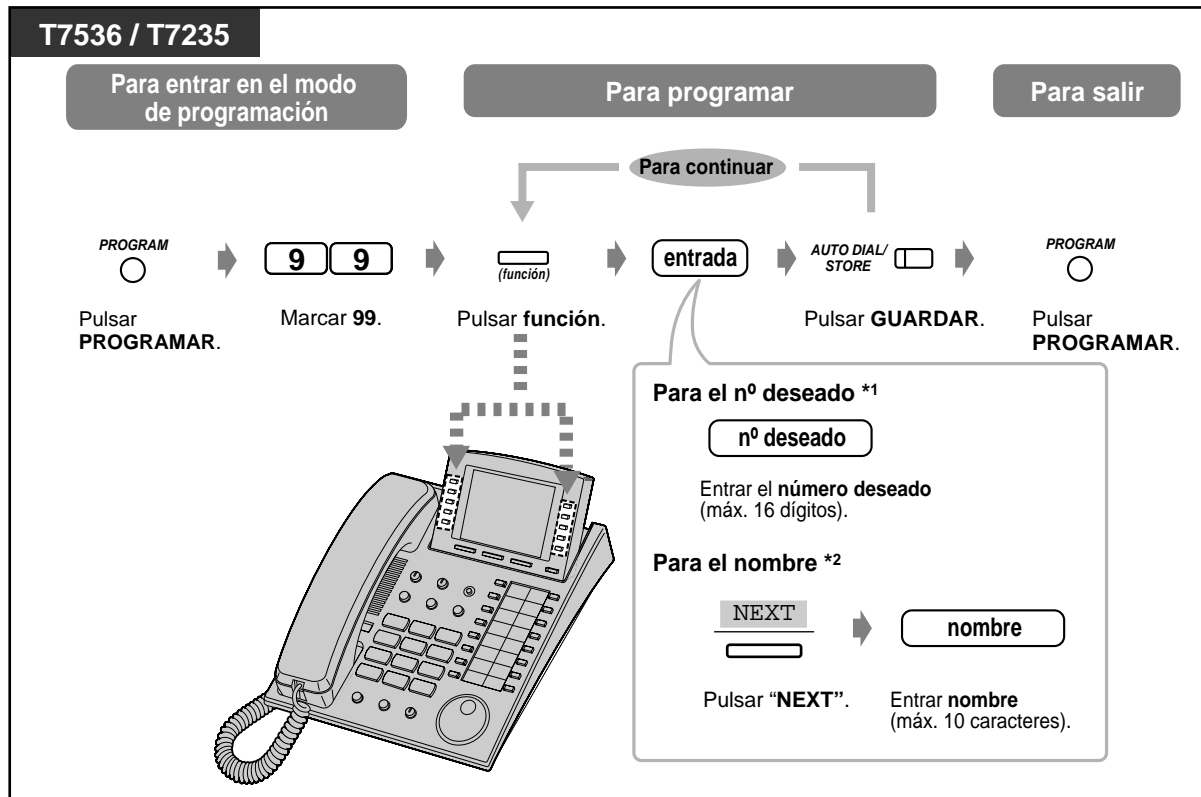 T7536 / T7235
Para entrar en el modo
de programación
Para programar
Para salir
Para continuar
PROGRAM
9 9
(función)
entrada
AUTO DIAL/
STORE
PROGRAM
Pulsar
PROGRAMAR.
Marcar 99.
Pulsar función.
Pulsar GUARDAR.
Pulsar
PROGRAMAR.
Para el nº deseado *1
nº deseado
Entrar el número deseado
(máx. 16 dígitos).
Para el nombre *2
NEXT
nombre
Pulsar “NEXT”.
Entrar nombre
(máx. 10 caracteres).